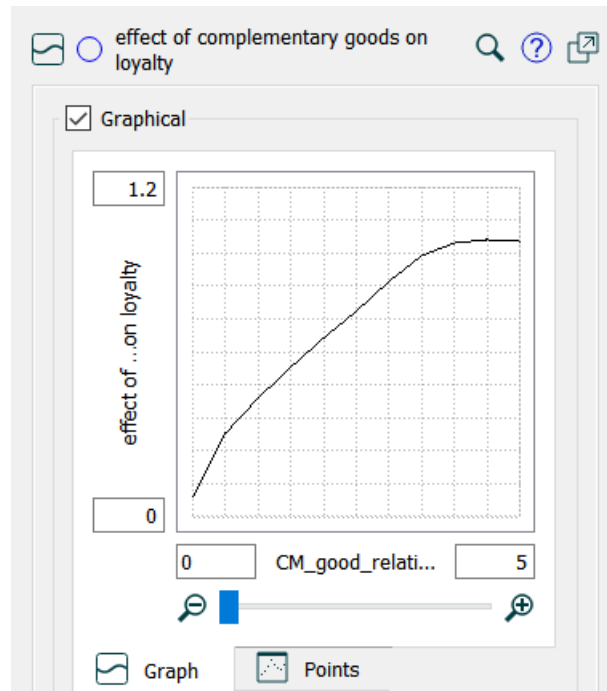 effect of complementary goods on
loyalty
Graphical
1.2
effect of ...on loyalty
0
0 CM_good_relati... 5
Graph Points